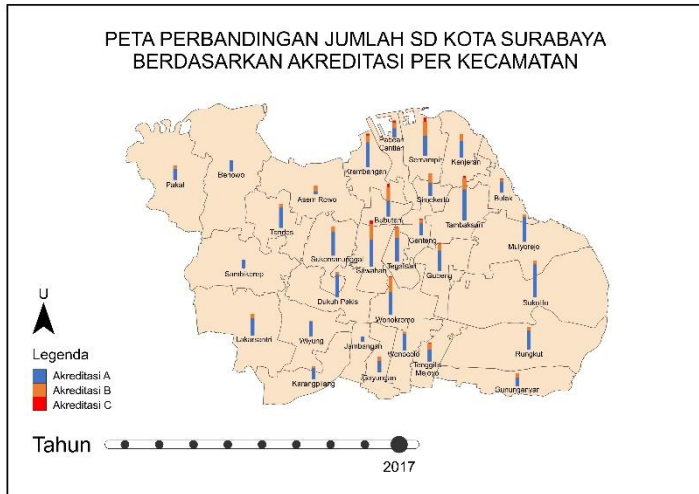 PETA PERBANDINGAN JUMLAH SD KOTA SURABAYA
BERDASARKAN AKREDITASI PER KECAMATAN
Pabean
Cantian
Semampir
Kenjeran
Krembangan
Pakal
Benowo
Asem Rowo
Simokerto
Bulak
Bubutan
Tambaksari
Tandes
Genteng
Mulyorejo
Sukomanunggal
Sawahan
Tegalsari
Gubeng
Sambikerep
Dukuh Pakis
Sukolilo
Wonokromo
U
Lakarsantri
Wiyung
Jambangan
Wonocolo
Rungkut
Tenggilis
Mejoyo
Legenda
Akreditasi A
Akreditasi B
Akreditasi C
Karangpilang
Gayungan
Gununganyar
Tahun
2017